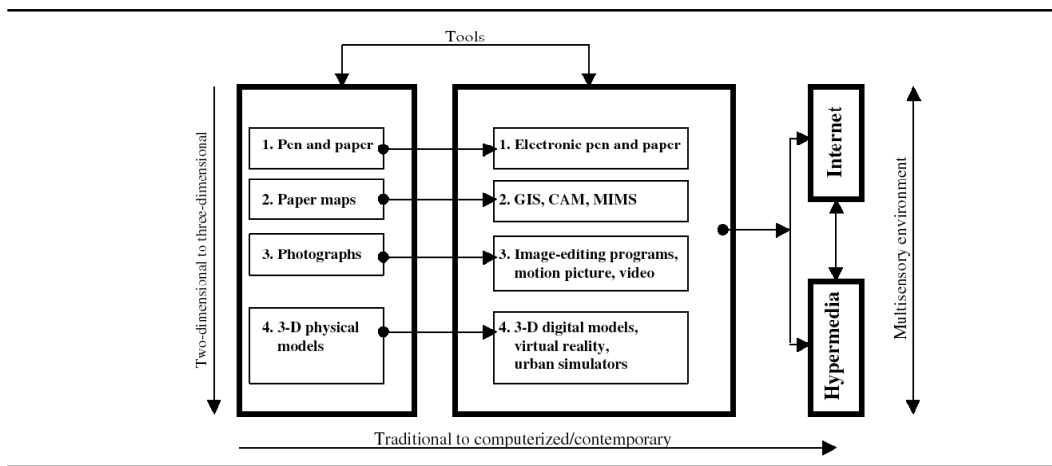 Tools
Two-dimensional to three-dimensional
1. Pen and paper
2. Paper maps
3. Photographs
4. 3-D physical
models
1. Electronic pen and paper
2. GIS, CAM, MIMS
3. Image-editing programs,
motion picture, video
4. 3-D digital models,
virtual reality,
urban simulators
Internet
Hypermedia
Multisensory environment
Traditional to computerized/contemporary